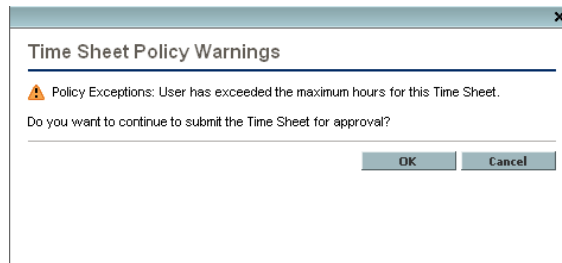 Time Sheet Policy Warnings
Policy Exceptions: User has exceeded the maximum hours for this Time Sheet.
Do you want to continue to submit the Time Sheet for approval?
OK Cancel